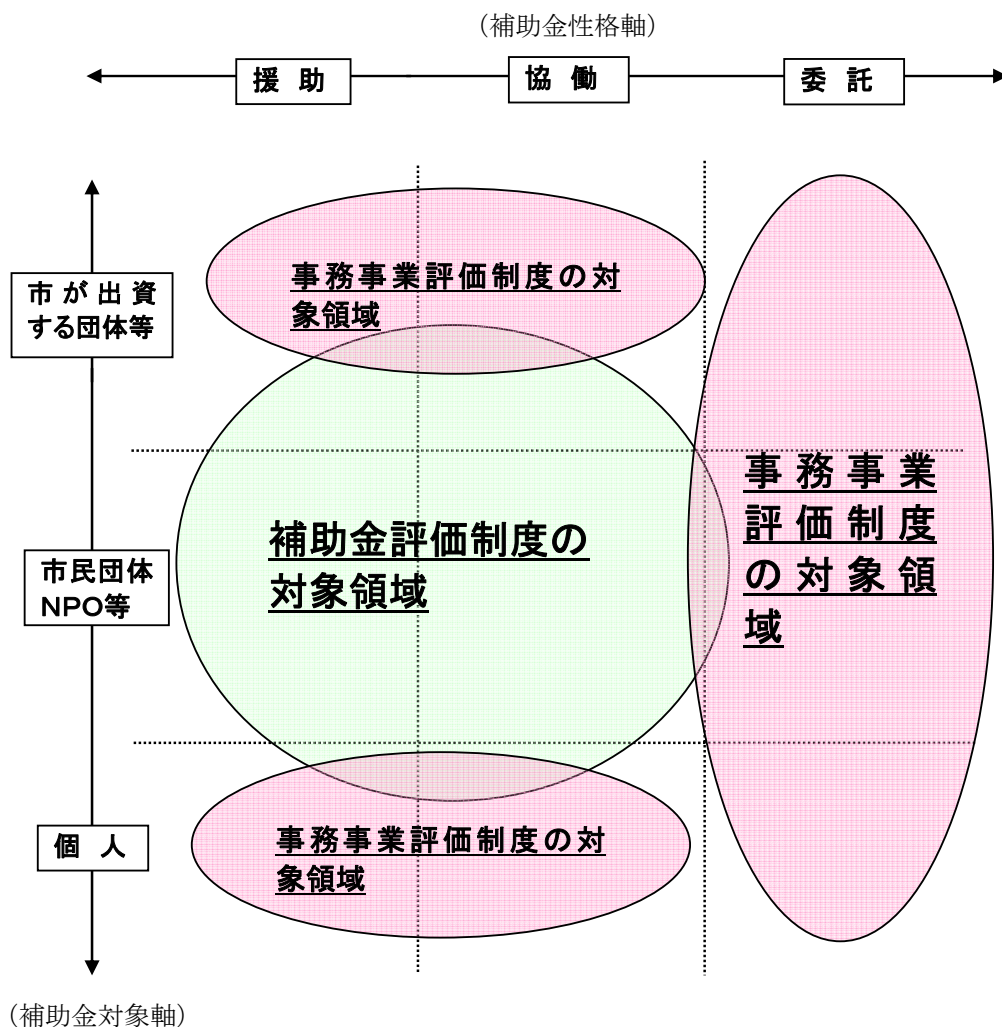 (補助金性格軸)
援 助
協 働
委 託
市 が 出 資
する団体等
事務事業評価制度の対
象領域
補助金評価制度の
対象領域
事務事業
評価制度
の対象領
域
市民団体
NPO等
個 人
事務事業評価制度の対
象領域
(補助金対象軸)